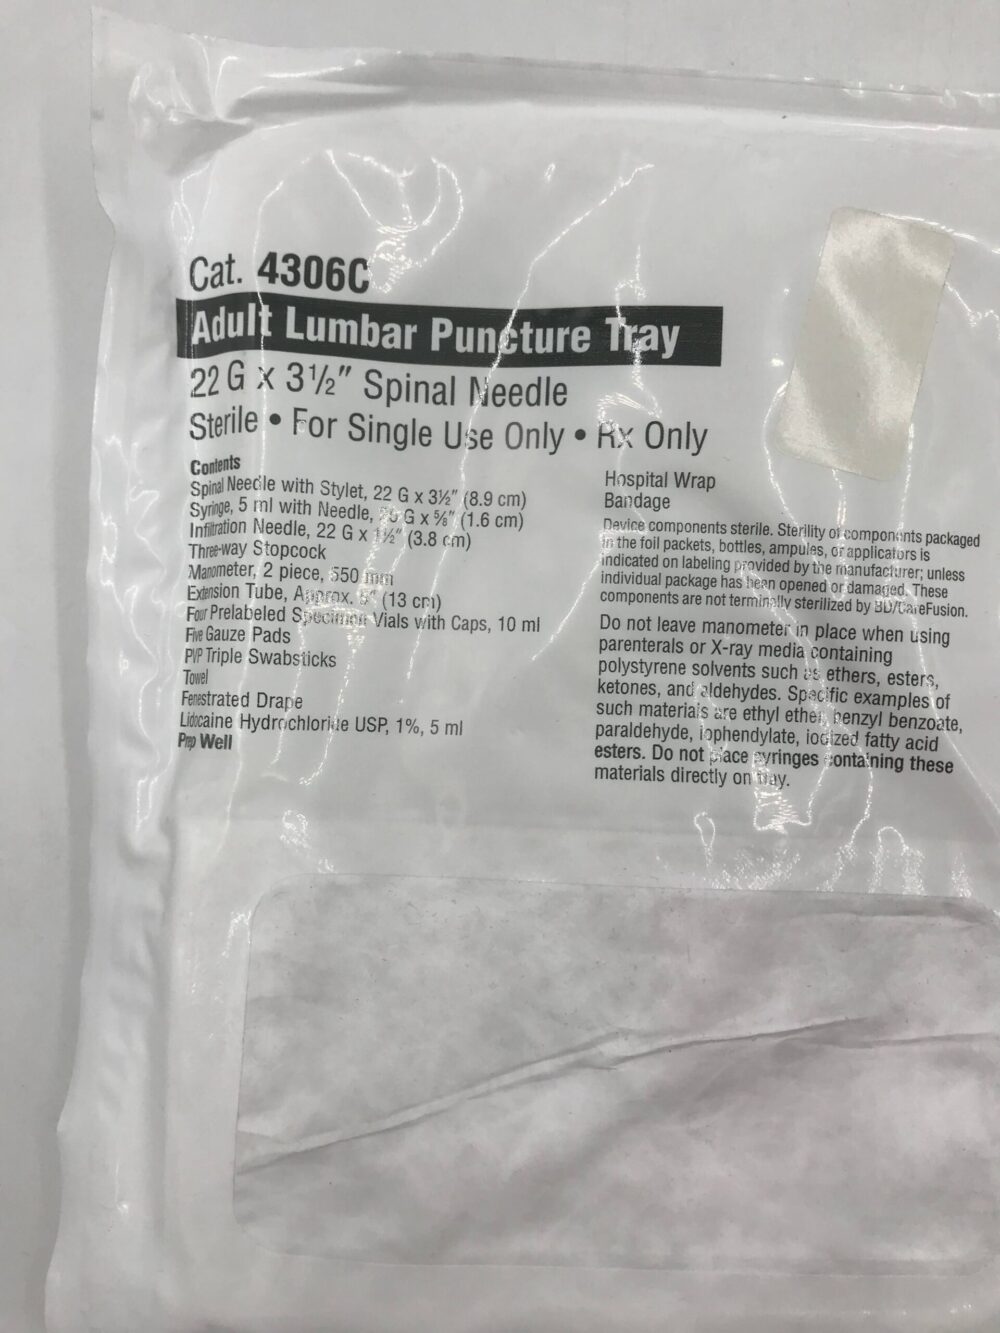 Cat. 4306C
Adult Lumbar Puncture Tray
22 G x 3½" Spinal Needle
Sterile • For Single Use Only • Rx Only
Contents
Spinal Needle with Stylet, 22 G x 3½" (8.9 cm)
Syringe, 5 ml with Needle, G x ⅝" (1.6 cm)
Infiltration Needle, 22 G x 1½" (3.8 cm)
Three-way Stopcock
Manometer, 2 piece, 550 mm
Extension Tube, Approx. 5" (13 cm)
Four Prelabeled Specimen Vials with Caps, 10 ml
Five Gauze Pads
PVP Triple Swabsticks
Towel
Fenestrated Drape
Lidocaine Hydrochloride USP, 1%, 5 ml
Prep Well
Hospital Wrap
Bandage
Device components sterile. Sterility of components packaged
in the foil packets, bottles, ampules, or applicators is
indicated on labeling provided by the manufacturer; unless
individual package has been opened or damaged. These
components are not terminally sterilized by BD/CareFusion.
Do not leave manometer in place when using
parenterals or X-ray media containing
polystyrene solvents such as ethers, esters,
ketones, and aldehydes. Specific examples of
such materials are ethyl ether, benzyl benzoate,
paraldehyde, iophendylate, iodized fatty acid
esters. Do not place syringes containing these
materials directly on tray.